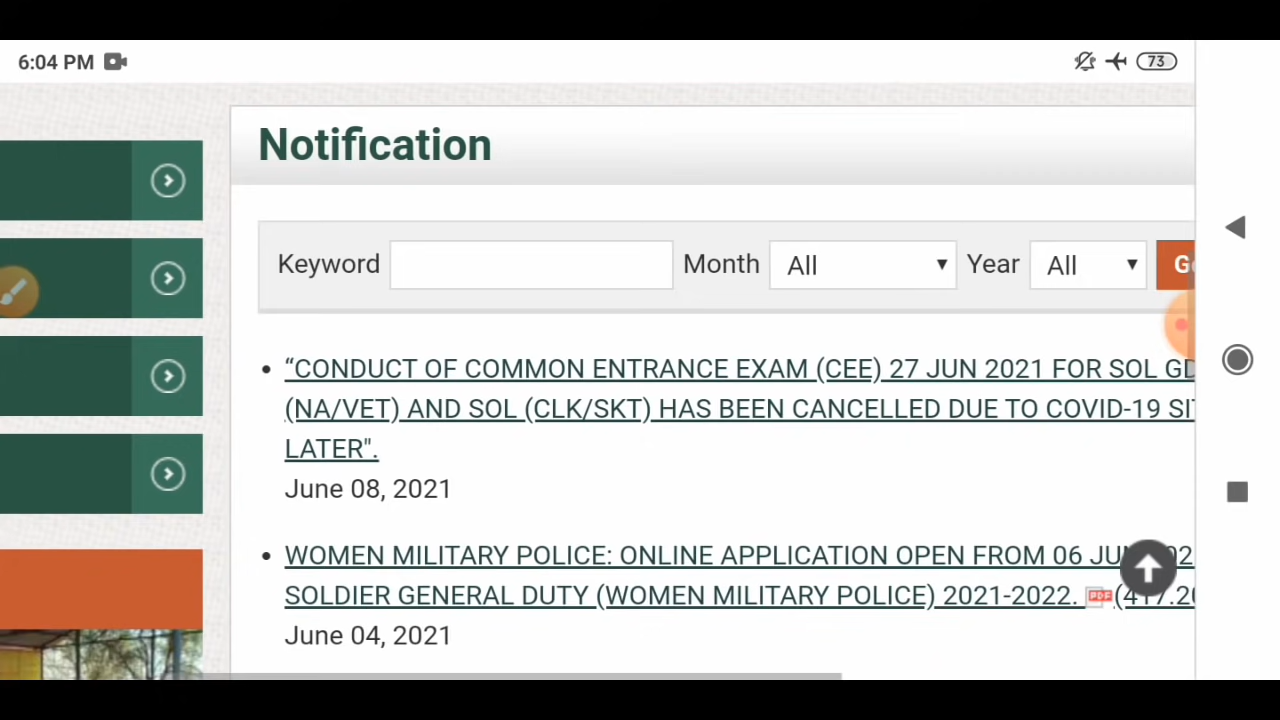 6:04 PM
73
Notification
Keyword
Month
All
Year
All
“CONDUCT OF COMMON ENTRANCE EXAM (CEE) 27 JUN 2021 FOR SOL GD
(NA/VET) AND SOL (CLK/SKT) HAS BEEN CANCELLED DUE TO COVID-19
LATER".
June 08, 2021
WOMEN MILITARY POLICE: ONLINE APPLICATION OPEN FROM 06
SOLDIER GENERAL DUTY (WOMEN MILITARY POLICE) 2021-2022. PDF
June 04, 2021